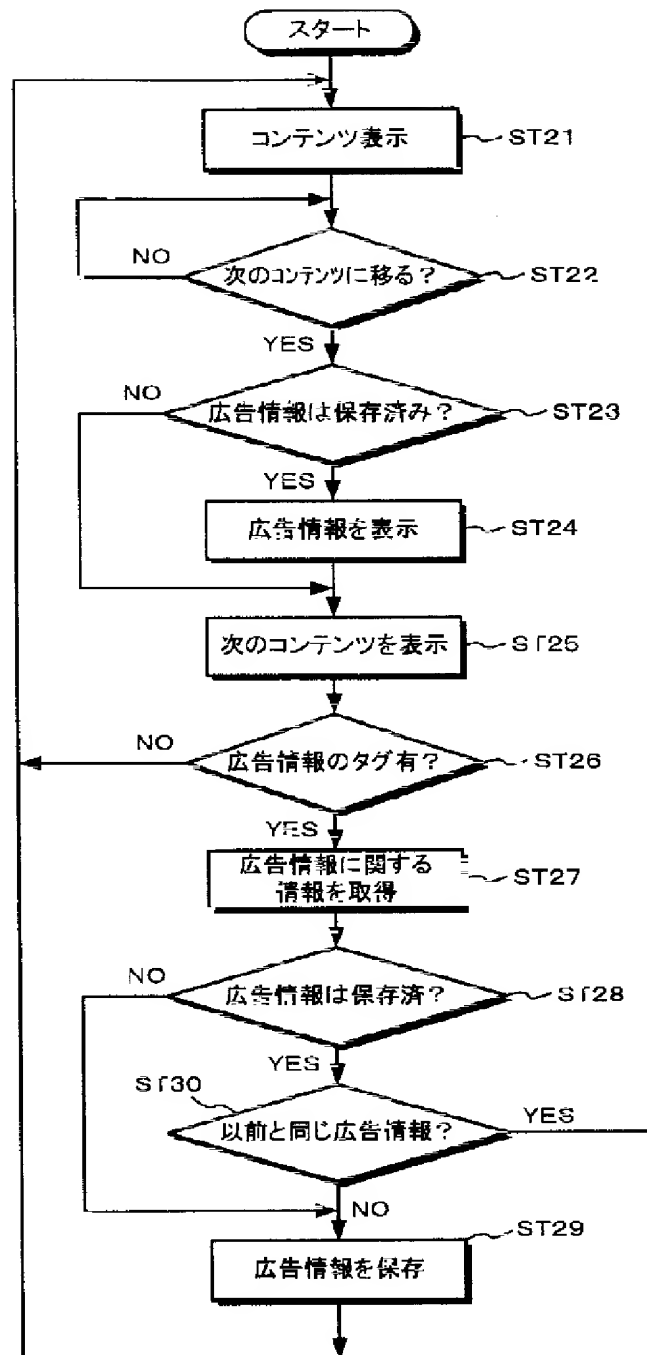 スタート
コンテンツ表示
ST21
NO
次のコンテンツに移る?
ST22
YES
NO
広告情報は保存済み?
ST23
YES
広告情報を表示
ST24
次のコンテンツを表示
ST25
NO
広告情報のタグ有?
ST26
YES
広告情報に関する
情報を取得
ST27
NO
広告情報は保存済?
ST28
YES
ST30
以前と同じ広告情報?
YES
NO
ST29
広告情報を保存